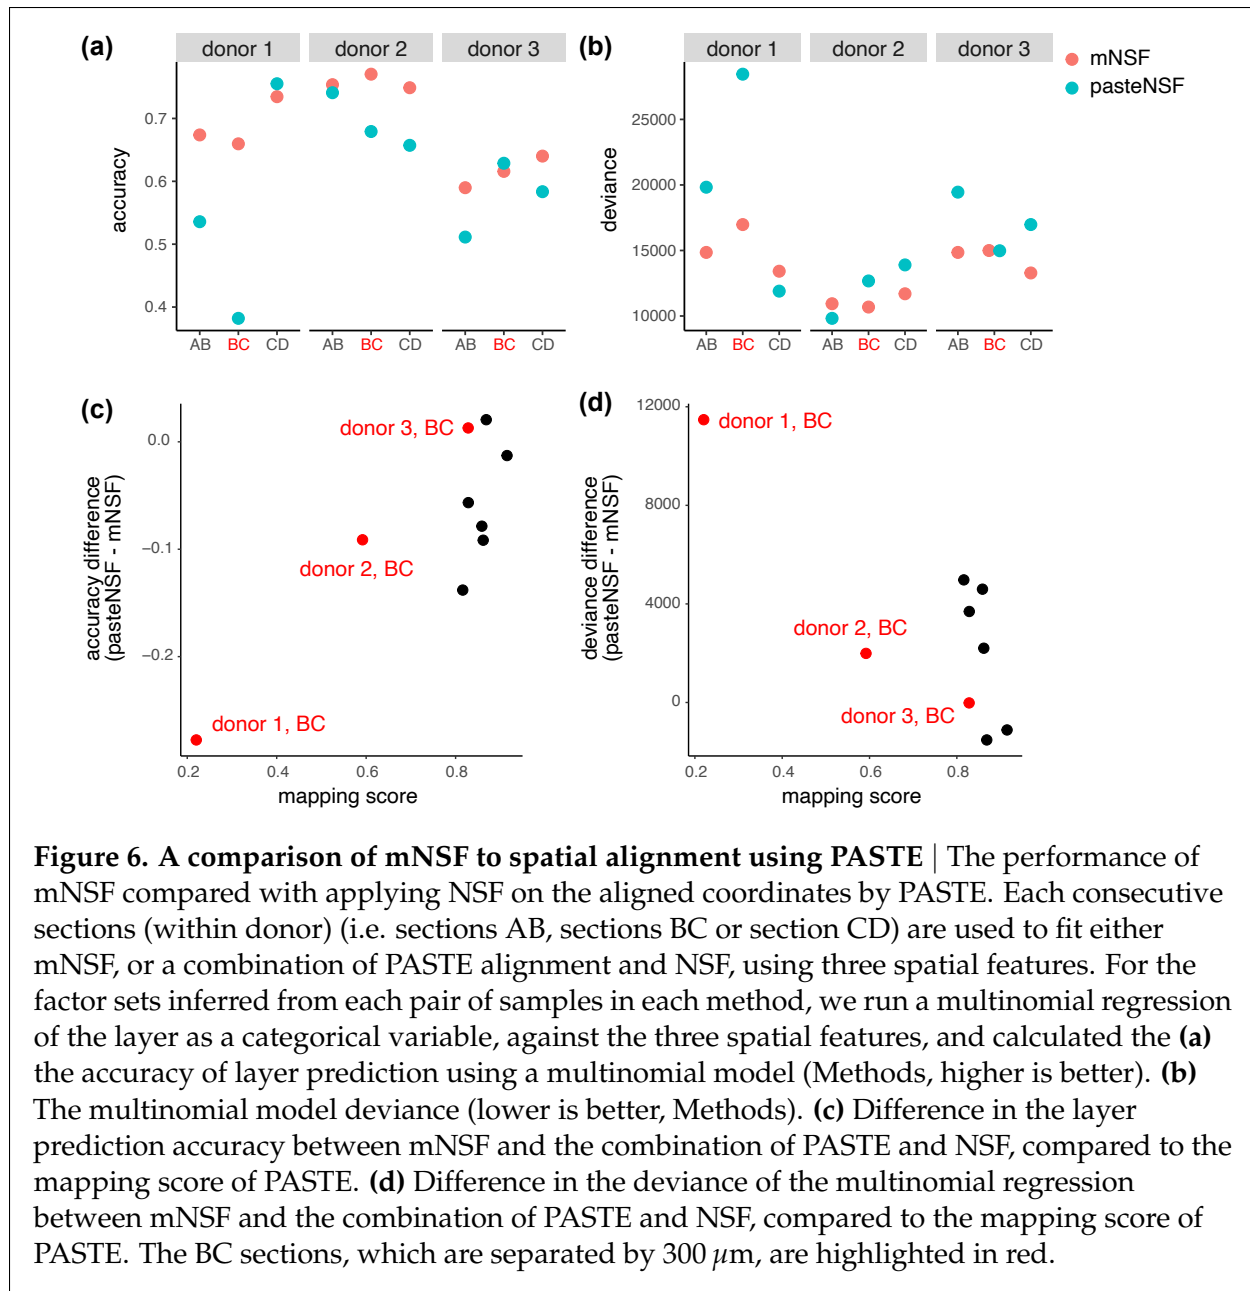 (a)
donor 1 donor 2 donor 3
accuracy
0.7
0.6
0.5
0.4
AB BC CD AB BC CD AB BC CD
(b)
donor 1 donor 2 donor 3
mNSF
pasteNSF
deviance
25000
20000
15000
10000
AB BC CD AB BC CD AB BC CD
(c)
accuracy difference
(pasteNSF - mNSF)
0.0
−0.1
−0.2
donor 3, BC
donor 2, BC
donor 1, BC
0.2 0.4 0.6 0.8
mapping score
(d)
deviance difference
(pasteNSF - mNSF)
12000
8000
4000
0
donor 1, BC
donor 2, BC
donor 3, BC
0.2 0.4 0.6 0.8
mapping score
Figure 6. A comparison of mNSF to spatial alignment using PASTE | The performance of
mNSF compared with applying NSF on the aligned coordinates by PASTE. Each consecutive
sections (within donor) (i.e. sections AB, sections BC or section CD) are used to fit either
mNSF, or a combination of PASTE alignment and NSF, using three spatial features. For the
factor sets inferred from each pair of samples in each method, we run a multinomial regression
of the layer as a categorical variable, against the three spatial features, and calculated the (a)
the accuracy of layer prediction using a multinomial model (Methods, higher is better). (b)
The multinomial model deviance (lower is better, Methods). (c) Difference in the layer
prediction accuracy between mNSF and the combination of PASTE and NSF, compared to the
mapping score of PASTE. (d) Difference in the deviance of the multinomial regression
between mNSF and the combination of PASTE and NSF, compared to the mapping score of
PASTE. The BC sections, which are separated by 300 μm, are highlighted in red.